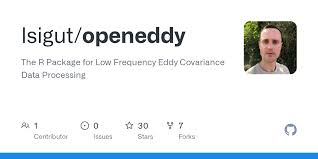 lsigut/openeddy
The R Package for Low Frequency Eddy Covariance
Data Processing
1
Contributor
0
Issues
30
Stars
7
Forks